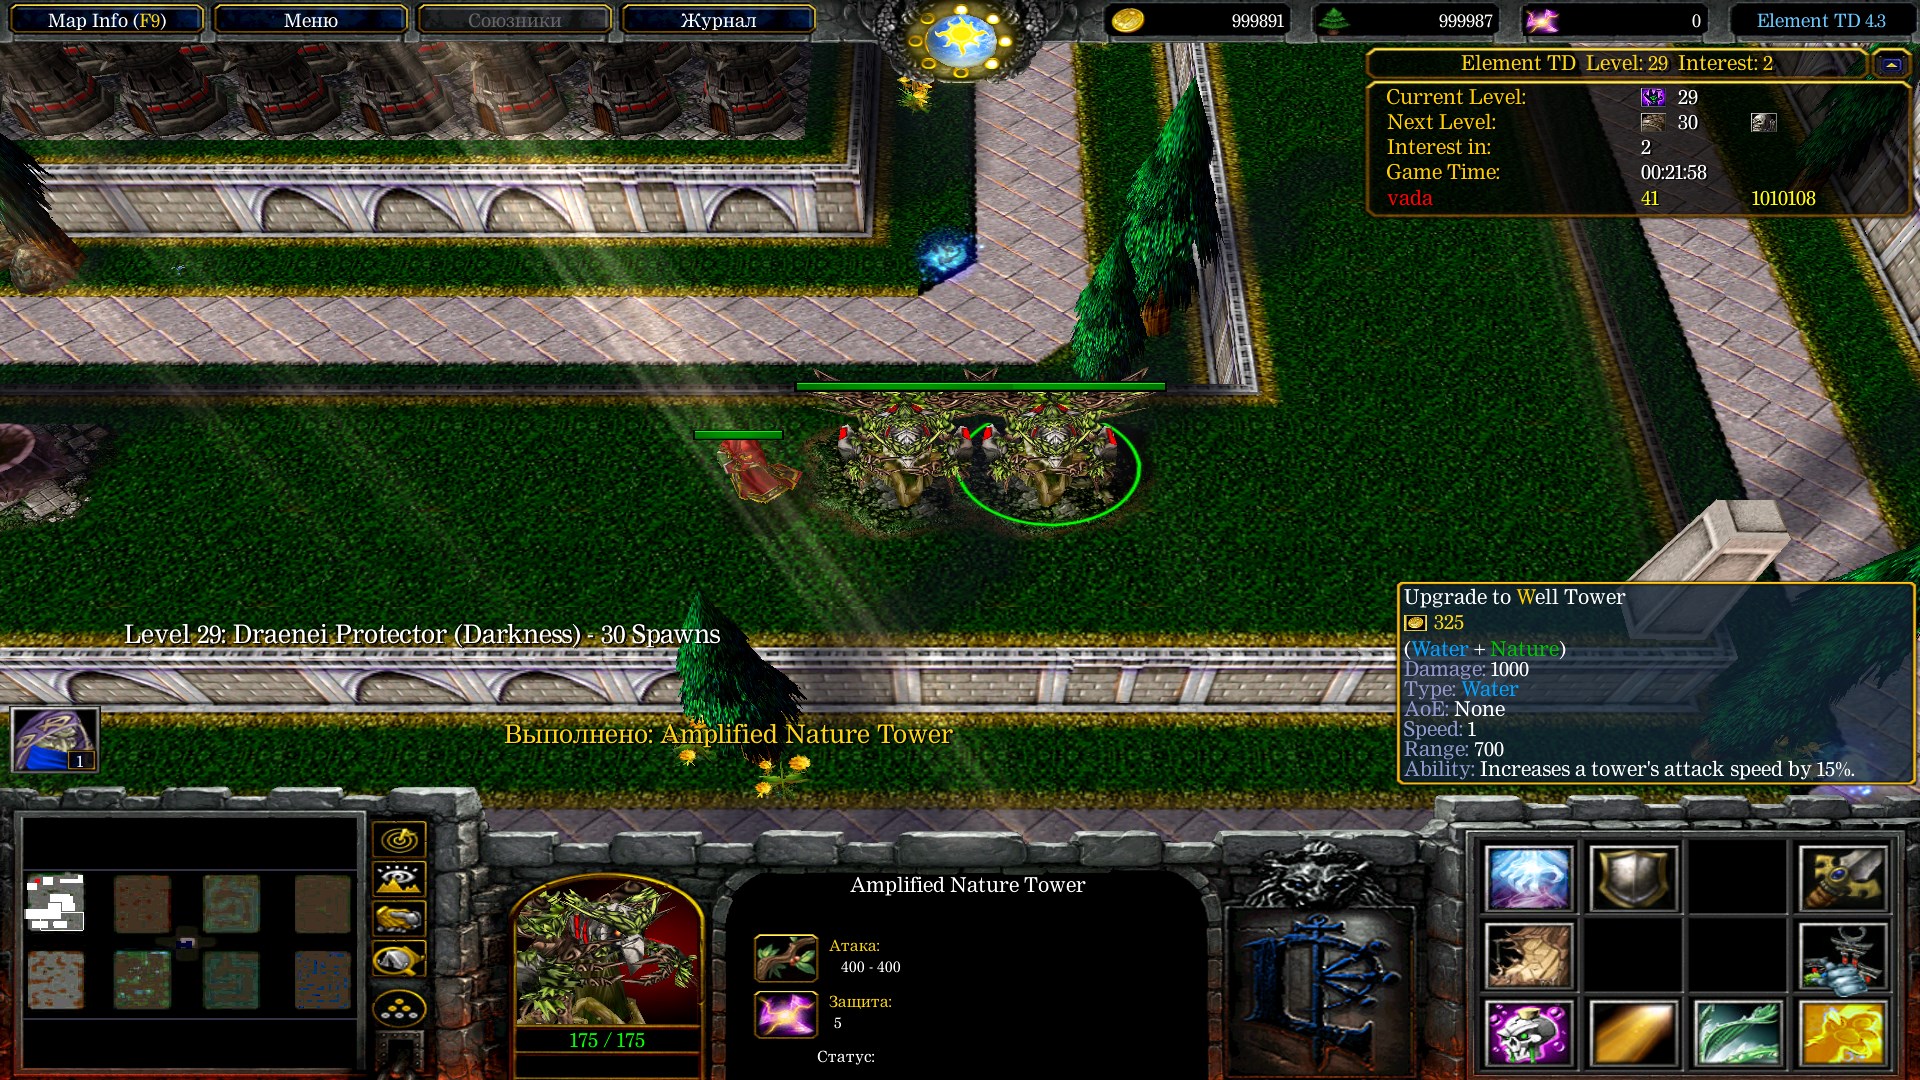 Map Info (F9)
Меню
Союзники
Журнал
999891
999987
0
Element TD 4.3
Element TD Level: 29 Interest: 2
Current Level: 29
Next Level: 30
Interest in: 2
Game Time: 00:21:58
vada 41 1010108
Upgrade to Well Tower
325
(Water + Nature)
Damage: 1000
Type: Water
AoE: None
Speed: 1
Range: 700
Ability: Increases a tower's attack speed by 15%.
Level 29: Draenei Protector (Darkness) - 30 Spawns
Выполнено: Amplified Nature Tower
1
Amplified Nature Tower
Атака:
400 - 400
Защита:
5
Статус:
175 / 175